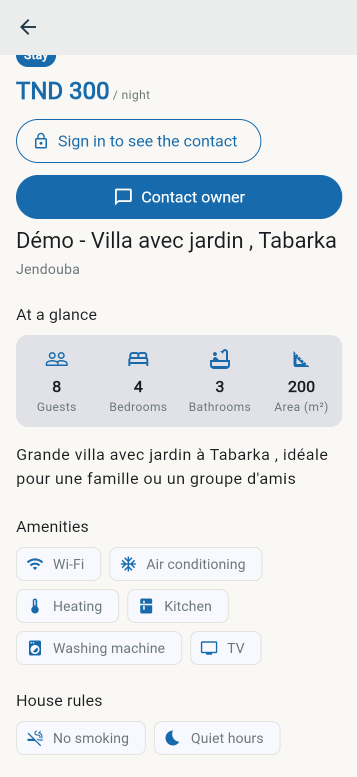 Stay
TND 300 / night
Sign in to see the contact
Contact owner
Démo - Villa avec jardin , Tabarka
Jendouba
At a glance
8 4 3 200
Guests Bedrooms Bathrooms Area (m²)
Grande villa avec jardin à Tabarka , idéale
pour une famille ou un groupe d'amis
Amenities
Wi-Fi Air conditioning
Heating Kitchen
Washing machine TV
House rules
No smoking Quiet hours